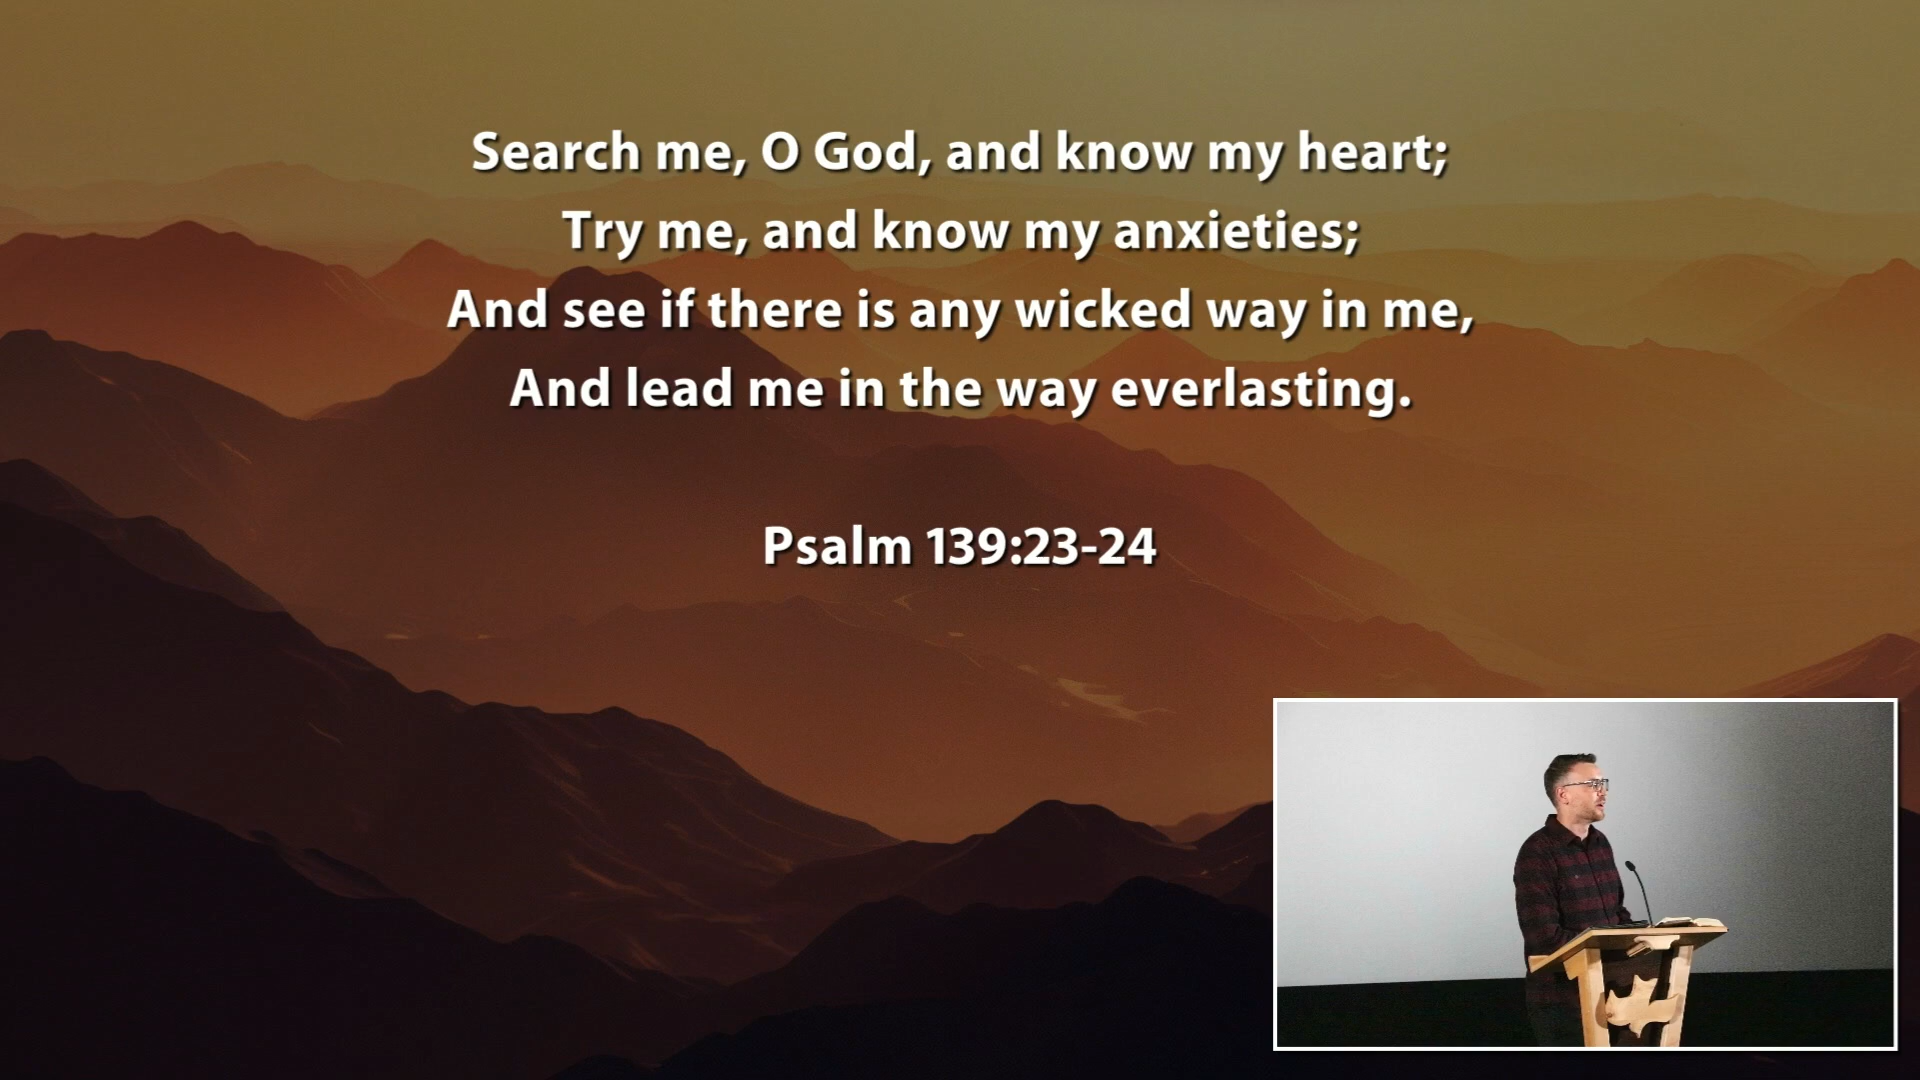 Search me, O God, and know my heart;
Try me, and know my anxieties;
And see if there is any wicked way in me,
And lead me in the way everlasting.
Psalm 139:23-24